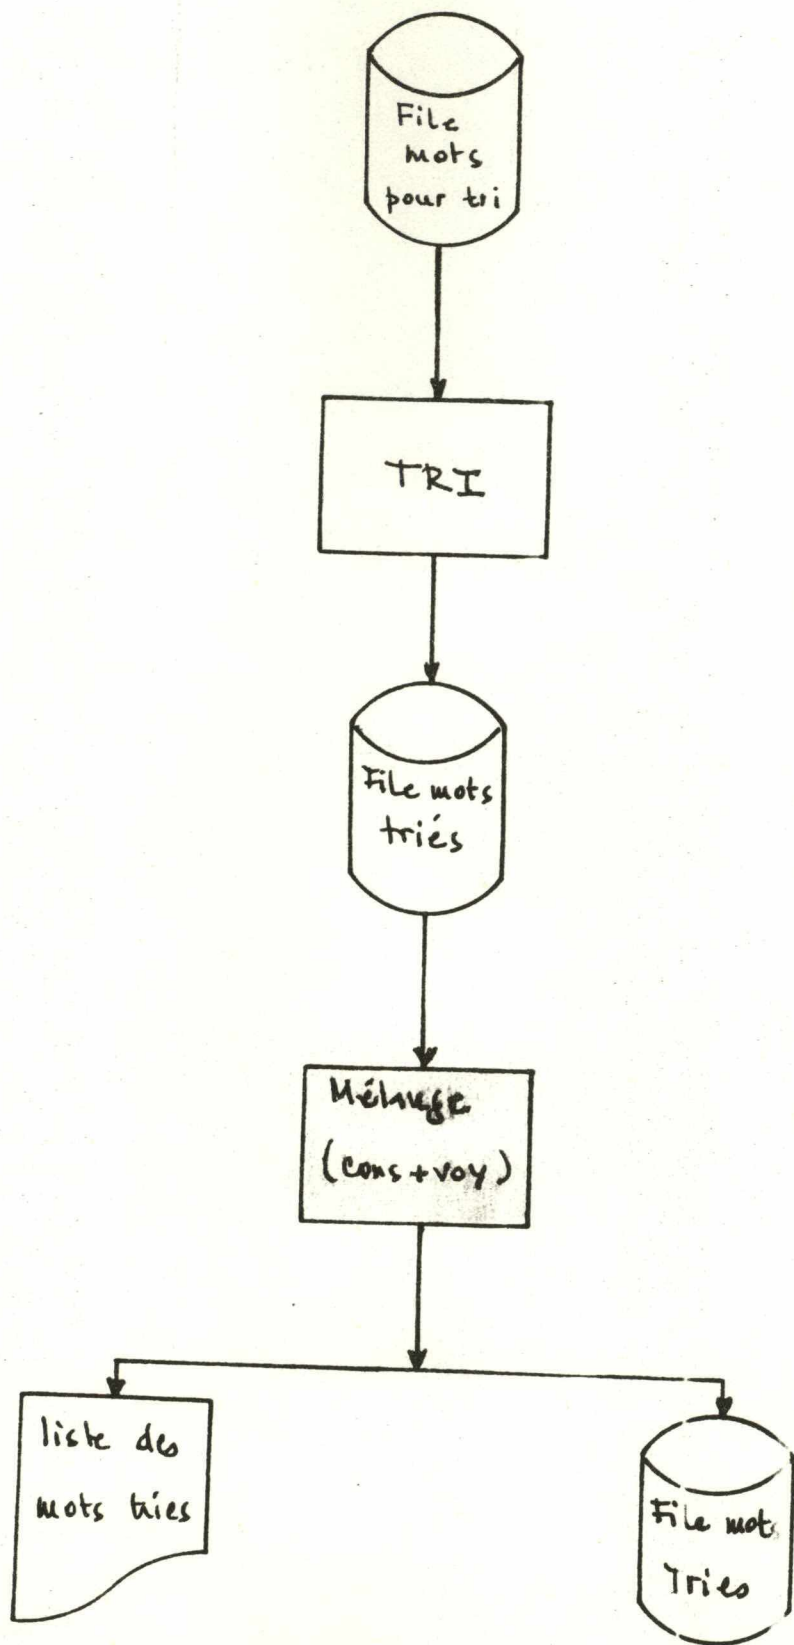 File
mots
pour tri
TRI
File mots
triés
Mélange
(cons + voy)
liste des
mots triés
File mots
Triés